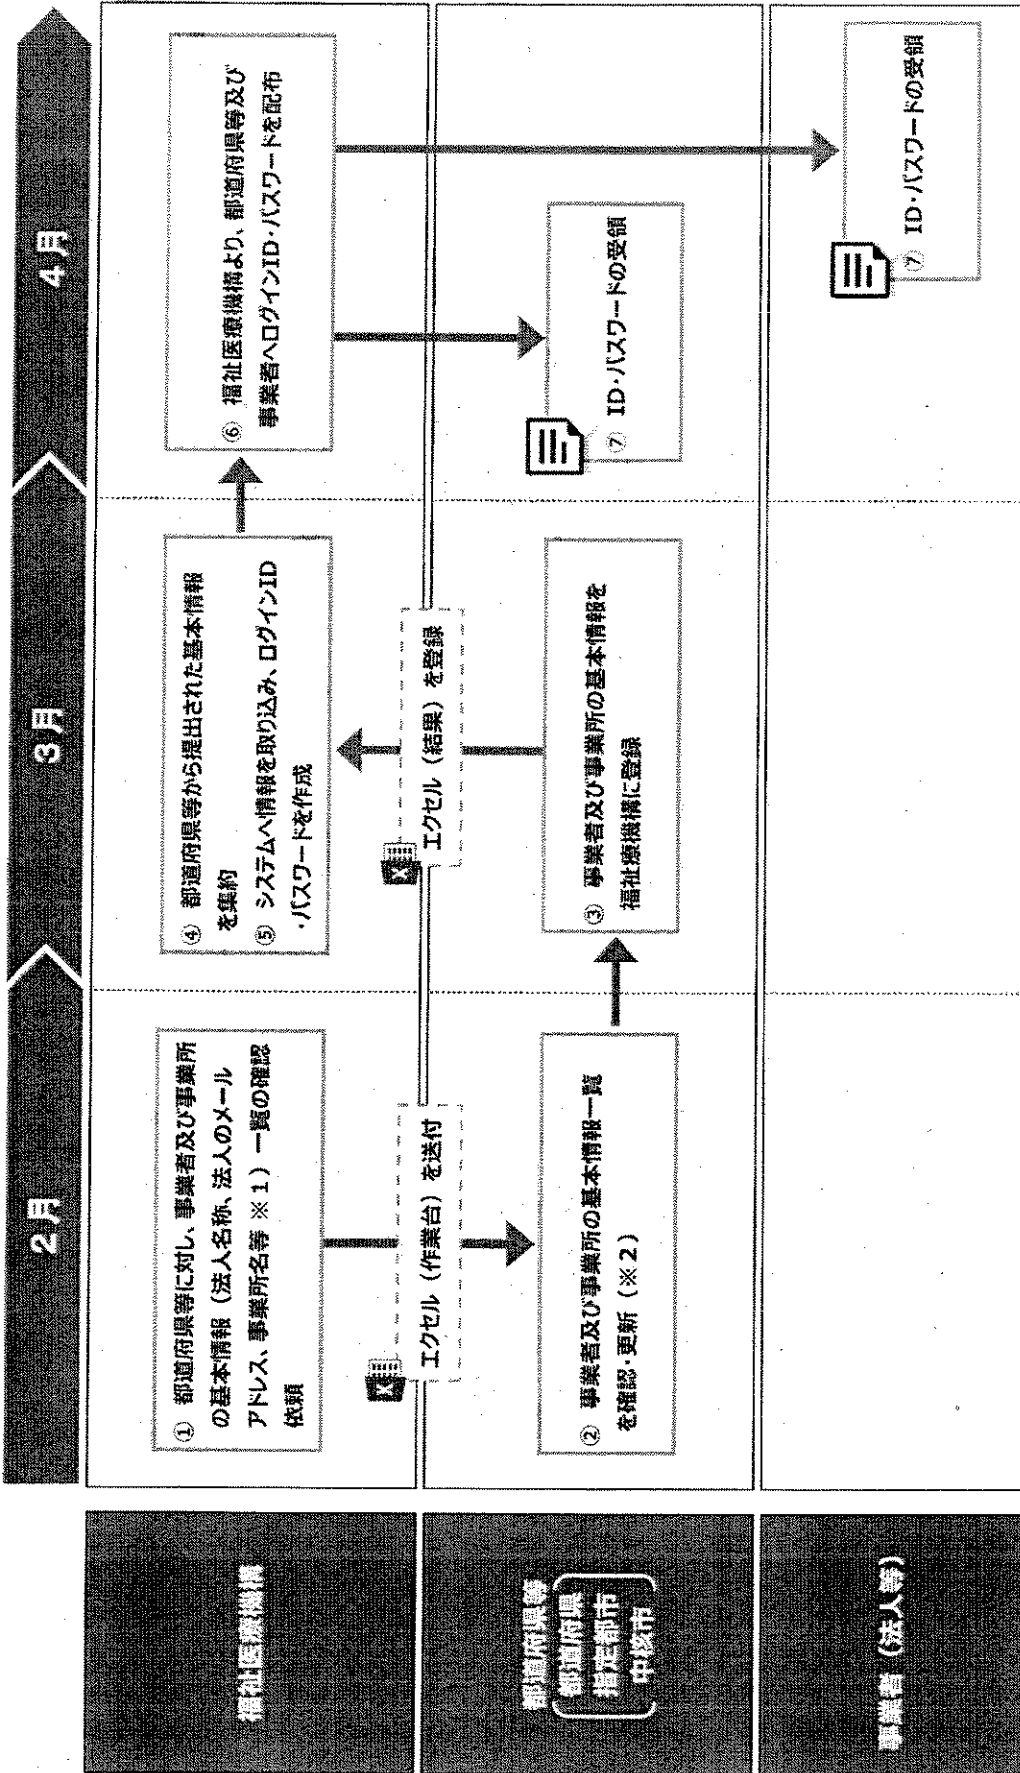 2月
3月
4月
福祉医療機構
① 都道府県等に対し、事業者及び事業所
の基本情報（法人名称、法人のメール
アドレス、事業所名等 ※１）一覧の確認
依頼
④ 都道府県等から提出された基本情報
を集約
⑤ システムへ情報を取り込み、ログインID
・パスワードを作成
⑥ 福祉医療機構より、都道府県等及び
事業者へログインID・パスワードを配布
エクセル（作業台）を送付
エクセル（結果）を登録
都道府県等
都道府県
指定都市
中核市
② 事業者及び事業所の基本情報一覧
を確認・更新（※２）
③ 事業者及び事業所の基本情報を
福祉療機構に登録
⑦ ID・パスワードの受領
事業者（法人等）
⑦ ID・パスワードの受領